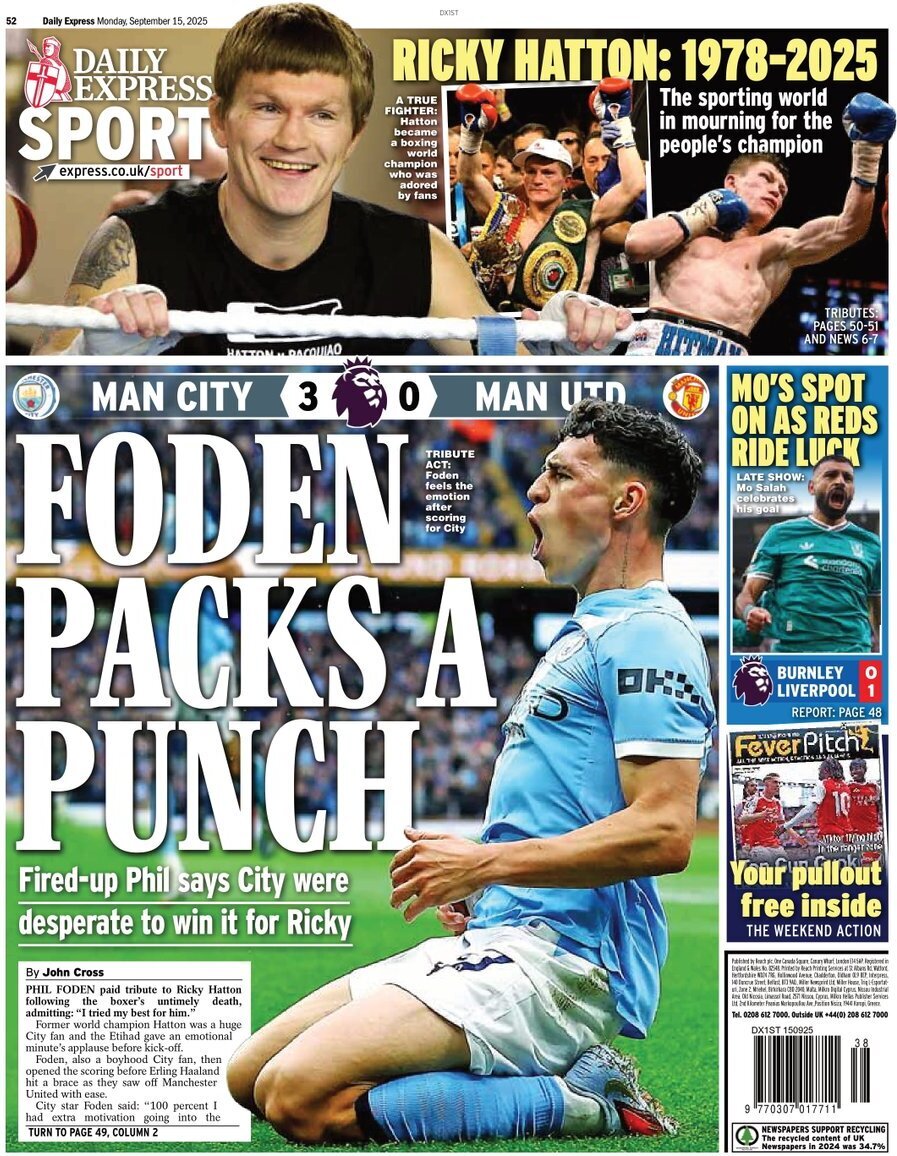 DX1ST
52
Daily Express Monday, September 15, 2025
DAILY
EXPRESS
SPORT
express.co.uk/sport
RICKY HATTON: 1978-2025
A TRUE
FIGHTER:
Hatton
became
a boxing
world
champion
who was
adored
by fans
The sporting world
in mourning for the
people's champion
HATTON v PACQUIAO
HITMAN
TRIBUTES:
PAGES 50-51
AND NEWS 6-7
MAN CITY 3 0 MAN UTD
FODEN
PACKS A
PUNCH
TRIBUTE
ACT:
Foden
feels the
emotion
after
scoring
for City
Fired-up Phil says City were
desperate to win it for Ricky
By John Cross
PHIL FODEN paid tribute to Ricky Hatton
following the boxer's untimely death,
admitting: "I tried my best for him."
Former world champion Hatton was a huge
City fan and the Etihad gave an emotional
minute's applause before kick-off.
Foden, also a boyhood City fan, then
opened the scoring before Erling Haaland
hit a brace as they saw off Manchester
United with ease.
City star Foden said: "100 percent I
had extra motivation going into the
TURN TO PAGE 49, COLUMN 2
MO'S SPOT
ON AS REDS
RIDE LUCK
LATE SHOW:
Mo Salah
celebrates
his goal
BURNLEY 0
LIVERPOOL 1
REPORT: PAGE 48
FeverPitch
Your pullout
free inside
THE WEEKEND ACTION
Tel. 0208 612 7000. Outside UK +44(0) 208 612 7000
DX1ST 150925
38
9 770307 017711
NEWSPAPERS SUPPORT RECYCLING
The recycled content of UK
Newspapers in 2024 was 34.7%